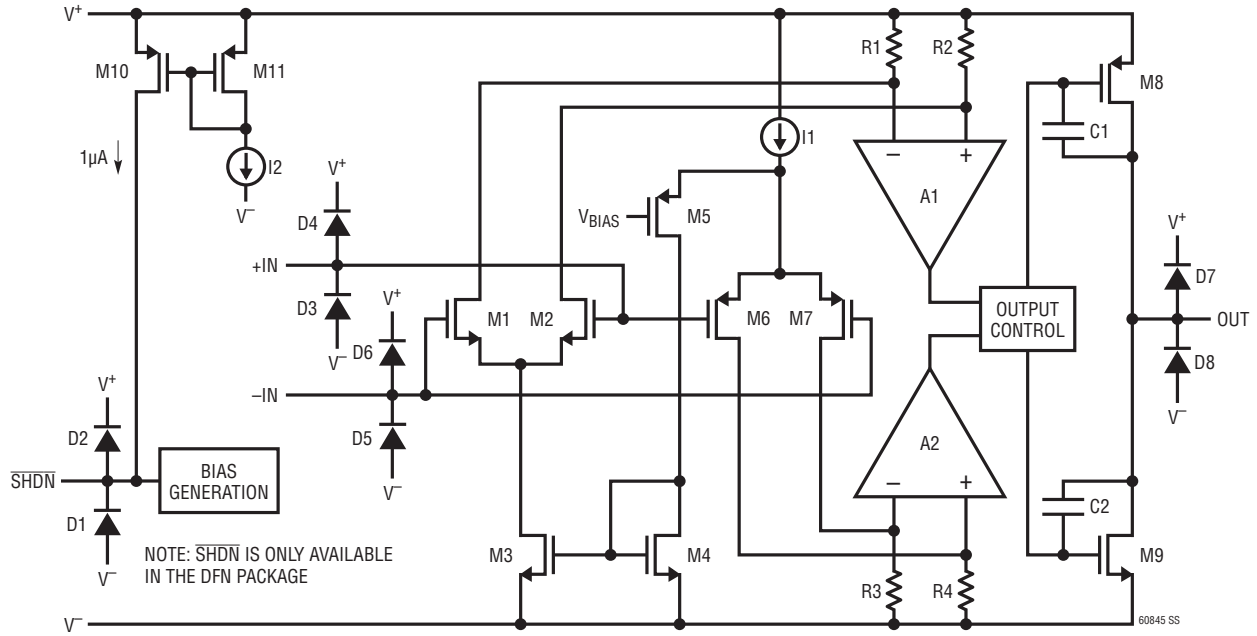 V+
M10
M11
R1
R2
M8
C1
1µA
I2
V–
I1
A1
–
+
VBIAS
M5
V+
D4
+IN
D3
V–
V+
D6
M1
M2
M6
M7
OUTPUT
CONTROL
V+
D7
OUT
D8
V–
–IN
D5
V–
A2
–
+
V+
D2
SHDN
D1
V–
BIAS
GENERATION
NOTE: SHDN IS ONLY AVAILABLE
IN THE DFN PACKAGE
M3
M4
C2
M9
R3
R4
V–
60845 SS